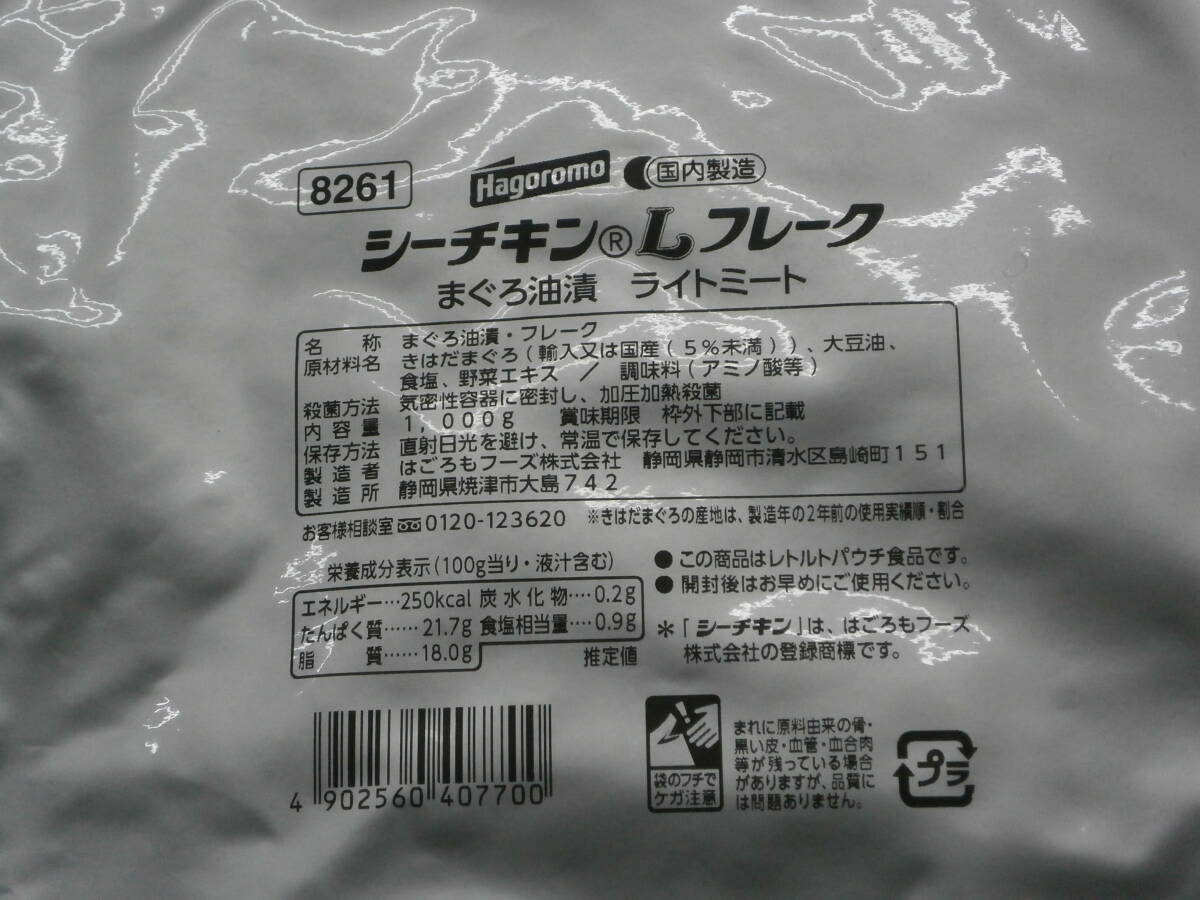 8261
Hagoromo
国内製造
シーチキン®Lフレーク
まぐろ油漬 ライトミート
名称 まぐろ油漬・フレーク
原材料名 きはだまぐろ(輸入又は国産(5%未満))、大豆油、
食塩、野菜エキス / 調味料(アミノ酸等)
殺菌方法 気密性容器に密封し、加圧加熱殺菌
内容量 1,000g 賞味期限 枠外下部に記載
保存方法 直射日光を避け、常温で保存してください。
製造者 はごろもフーズ株式会社 静岡県静岡市清水区島崎町151
製造所 静岡県焼津市大島742
お客様相談室 0120-123620 ※きはだまぐろの産地は、製造年の2年前の使用実績順・割合
栄養成分表示(100g当り・液汁含む)
エネルギー…250kcal 炭水化物…0.2g
たんぱく質……21.7g 食塩相当量…0.9g
脂質……18.0g 推定値
●この商品はレトルトパウチ食品です。
●開封後はお早めにご使用ください。
*「シーチキン」は、はごろもフーズ
株式会社の登録商標です。
4 902560 407700
袋のフチで
ケガ注意
まれに原料由来の骨・
黒い皮・血管・血合肉
等が残っている場合
がありますが、品質に
は問題ありません。
プラ